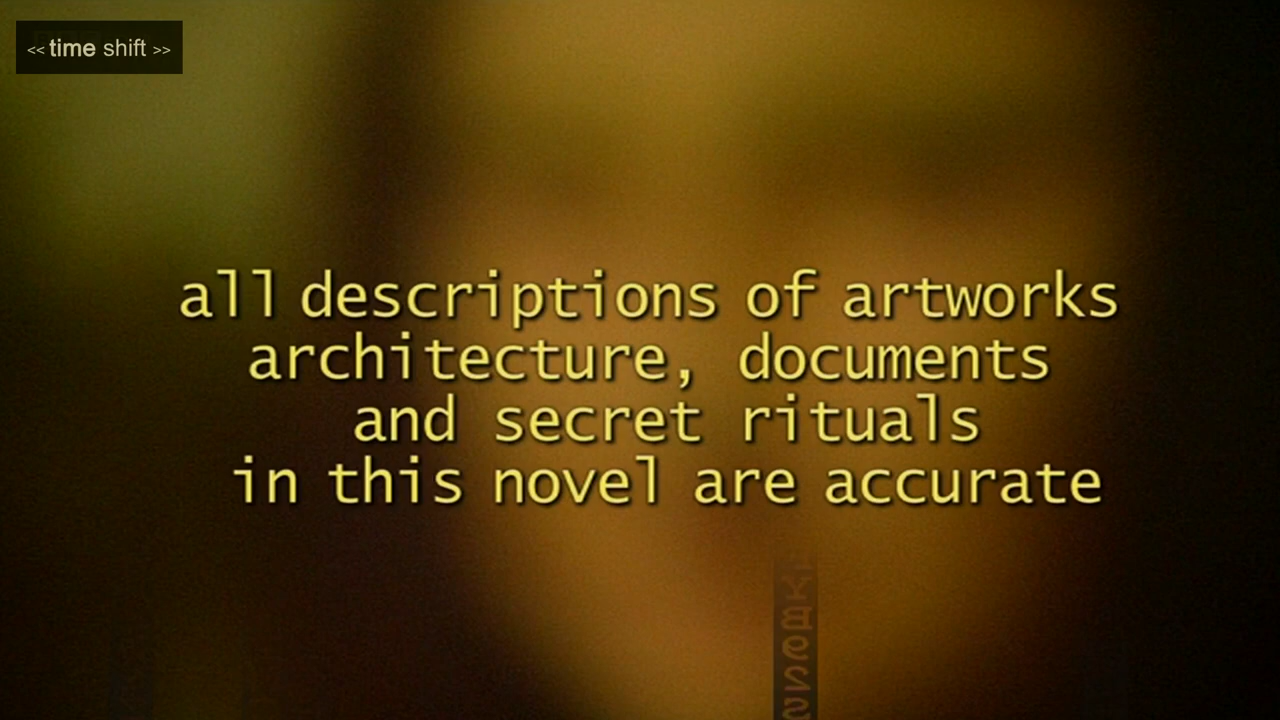 << time shift >>
all descriptions of artworks
architecture, documents
and secret rituals
in this novel are accurate